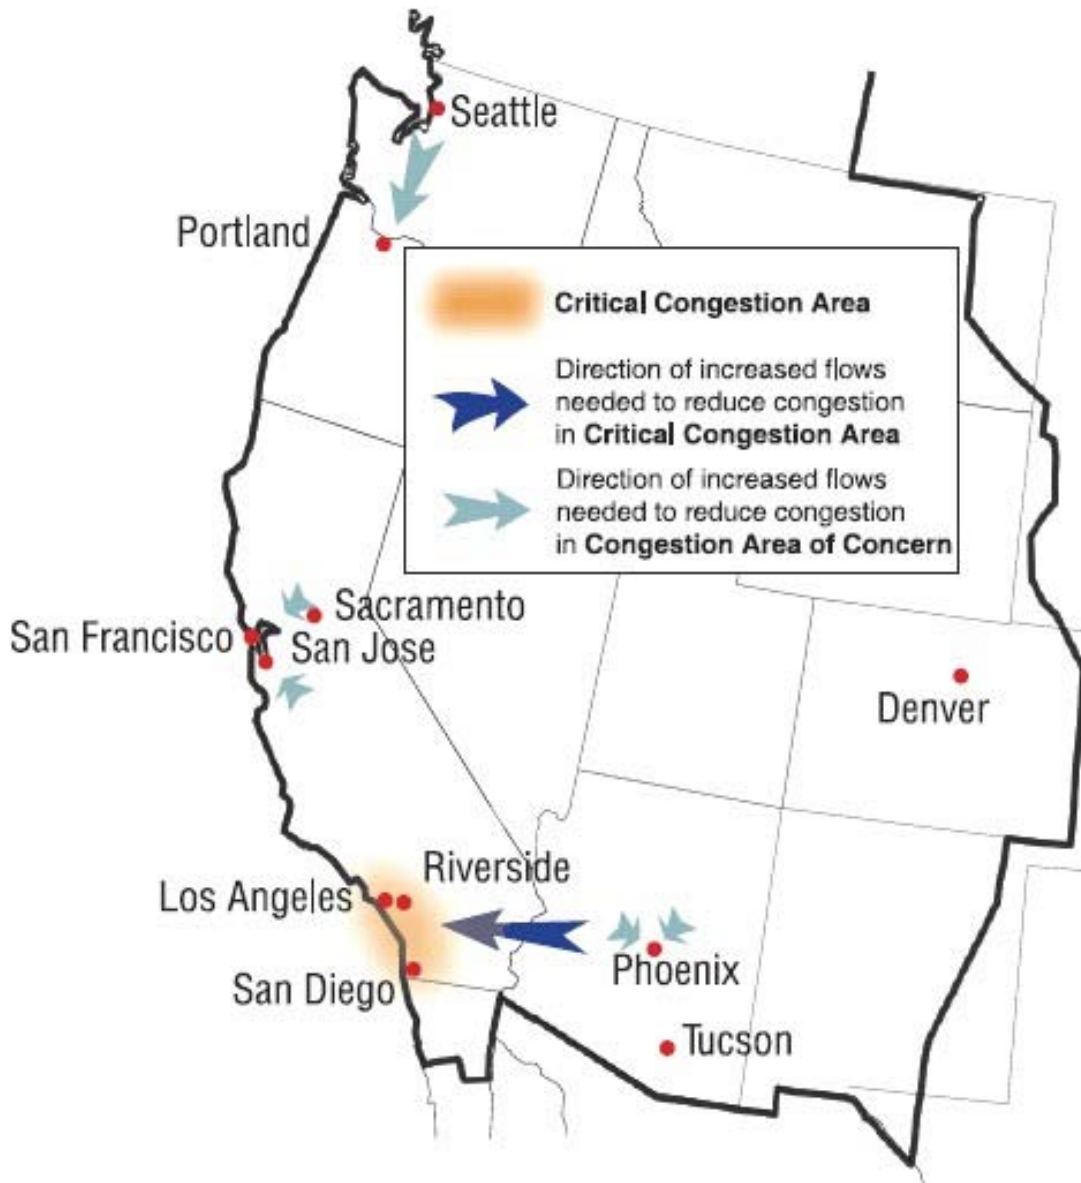 Seattle
Portland
Critical Congestion Area
Direction of increased flows
needed to reduce congestion
in Critical Congestion Area
Direction of increased flows
needed to reduce congestion
in Congestion Area of Concern
Sacramento
San Francisco
San Jose
Denver
Riverside
Los Angeles
Phoenix
San Diego
Tucson